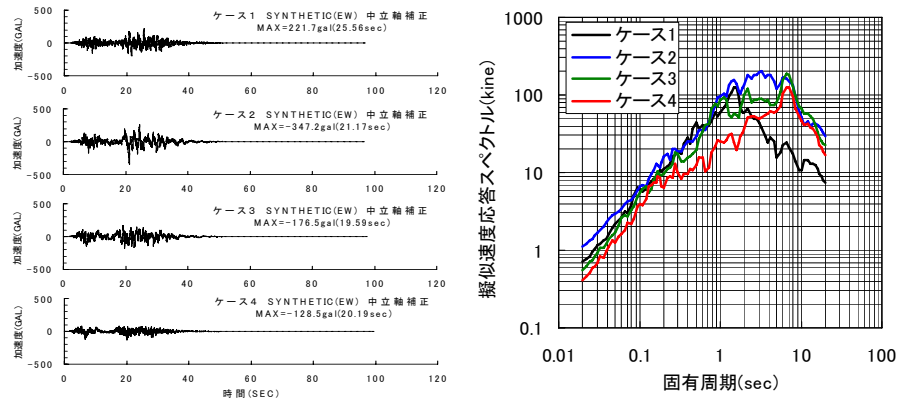 ケース1 SYNTHETIC(EW) 中立軸補正
MAX=221.7gal(25.56sec)
加速度(GAL)
500
0
-500
0 20 40 60 80 100 120
ケース2 SYNTHETIC(EW) 中立軸補正
MAX=-347.2gal(21.17sec)
加速度(GAL)
500
0
-500
0 20 40 60 80 100 120
ケース3 SYNTHETIC(EW) 中立軸補正
MAX=-176.5gal(19.59sec)
加速度(GAL)
500
0
-500
0 20 40 60 80 100 120
ケース4 SYNTHETIC(EW) 中立軸補正
MAX=-128.5gal(20.19sec)
加速度(GAL)
500
0
-500
0 20 40 60 80 100 120
時間(SEC)
擬似速度応答スペクトル(kine)
1000
100
10
1
0.1
ケース1
ケース2
ケース3
ケース4
0.01 0.1 1 10 100
固有周期(sec)